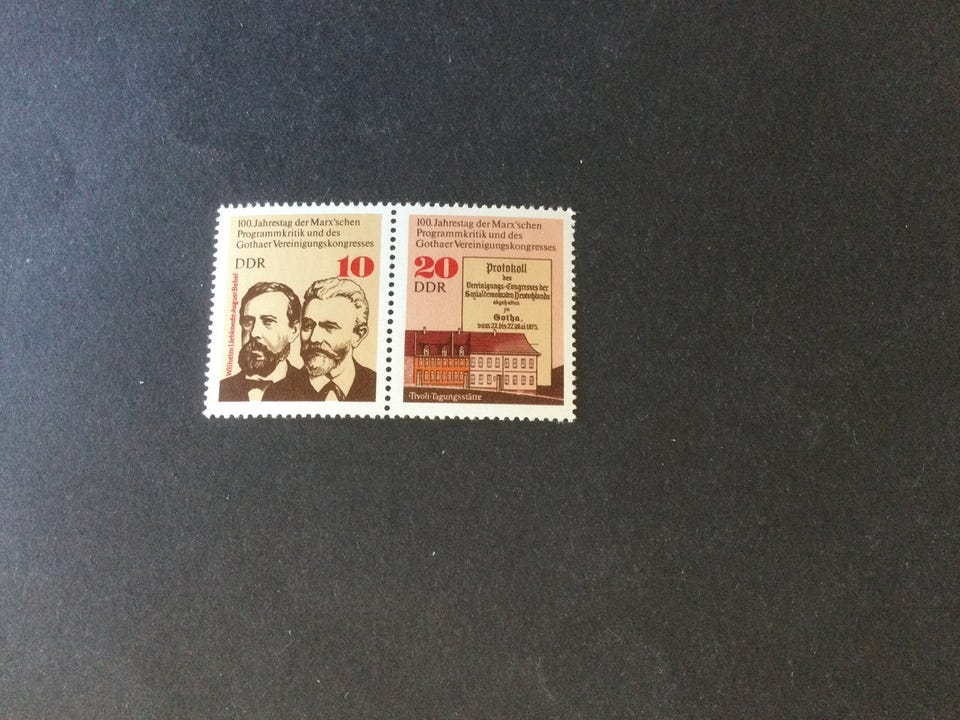 100. Jahrestag der Marx'schen
Programmkritik und des
Gothaer Vereinigungskongresses
DDR
10
Wilhelm Liebknecht·August Bebel
100. Jahrestag der Marx'schen
Programmkritik und des
Gothaer Vereinigungskongresses
20
DDR
Protokoll
des
Vereinigungs-Congresses der
Sozialdemokraten Deutschlands
abgehalten
zu
Gotha,
vom 22. bis 27. Mai 1875.
·Tivoli·Tagungsstätte